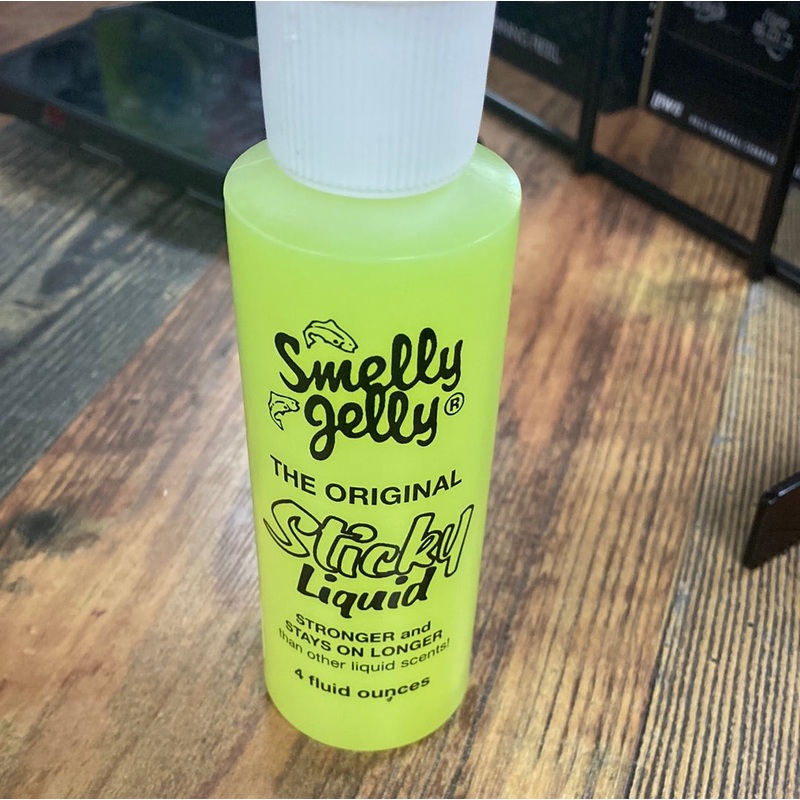 Smelly
Jelly®
THE ORIGINAL
Sticky
Liquid
STRONGER and
STAYS ON LONGER
than other liquid scents!
4 fluid ounces